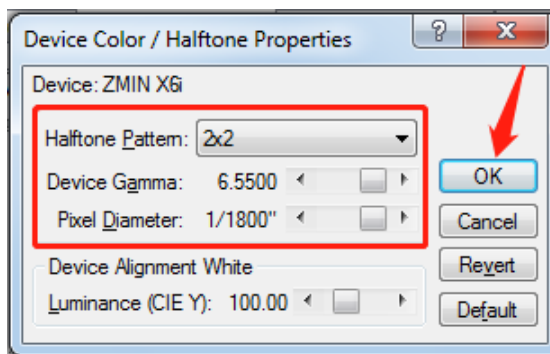 Device Color / Halftone Properties
Device: ZMIN X6i
Halftone Pattern: 2x2
Device Gamma: 6.5500
Pixel Diameter: 1/1800"
OK
Cancel
Device Alignment White
Revert
Luminance (CIE Y): 100.00
Default